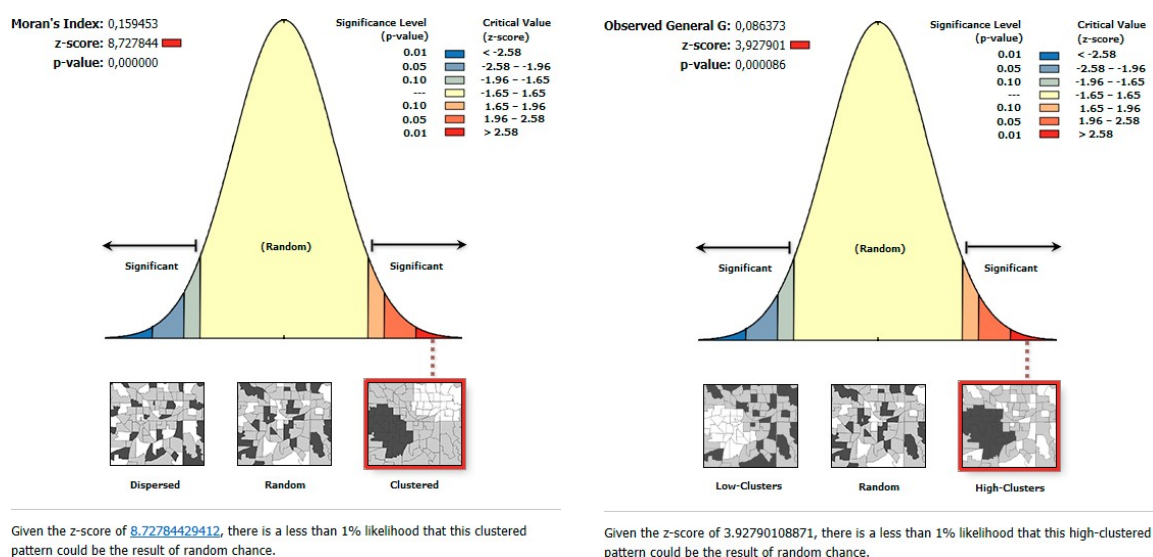 Moran's Index: 0,159453
z-score: 8,727844
p-value: 0,000000
Significance Level
(p-value)
Critical Value
(z-score)
0.01 < -2.58
0.05 -2.58 – -1.96
0.10 -1.96 – -1.65
--- -1.65 – 1.65
0.10 1.65 – 1.96
0.05 1.96 – 2.58
0.01 > 2.58
(Random)
Significant
Significant
Dispersed
Random
Clustered
Given the z-score of 8.72784429412, there is a less than 1% likelihood that this clustered
pattern could be the result of random chance.
Observed General G: 0,086373
z-score: 3,927901
p-value: 0,000086
Significance Level
(p-value)
Critical Value
(z-score)
0.01 < -2.58
0.05 -2.58 – -1.96
0.10 -1.96 – -1.65
--- -1.65 – 1.65
0.10 1.65 – 1.96
0.05 1.96 – 2.58
0.01 > 2.58
(Random)
Significant
Significant
Low-Clusters
Random
High-Clusters
Given the z-score of 3.92790108871, there is a less than 1% likelihood that this high-clustered
pattern could be the result of random chance.